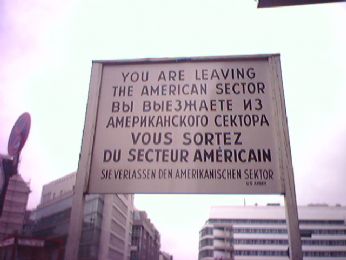 YOU ARE LEAVING
THE AMERICAN SECTOR
ВЫ ВЫЕЗЖАЕТЕ ИЗ
АМЕРИКАНСКОГО СЕКТОРА
VOUS SORTEZ
DU SECTEUR AMÉRICAIN
SIE VERLASSEN DEN AMERIKANISCHEN SEKTOR
US ARMY